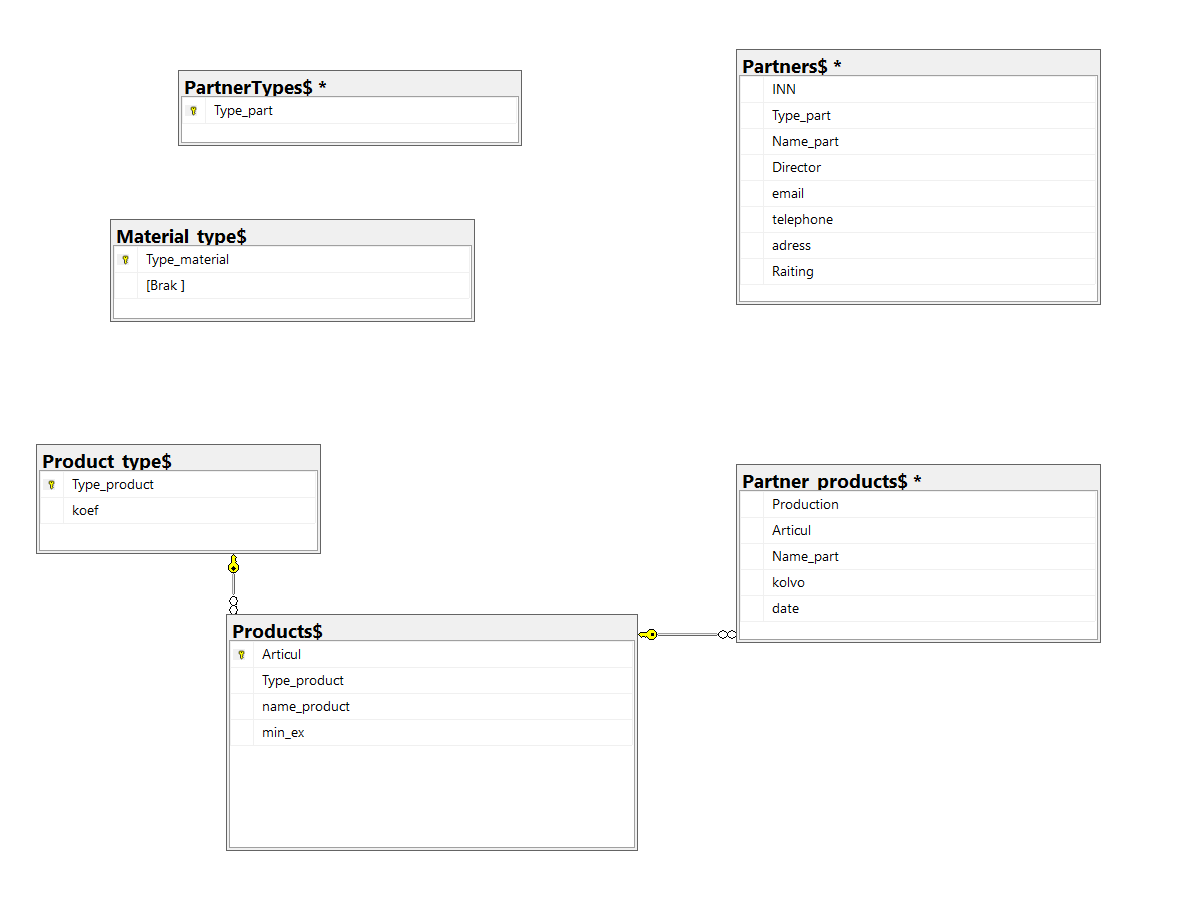 PartnerTypes$ *
Type_part
Partners$ *
INN
Type_part
Name_part
Director
email
telephone
adress
Raiting
Material_type$
Type_material
[Brak ]
Product_type$
Type_product
koef
Partner_products$ *
Production
Articul
Name_part
kolvo
date
Products$
Articul
Type_product
name_product
min_ex